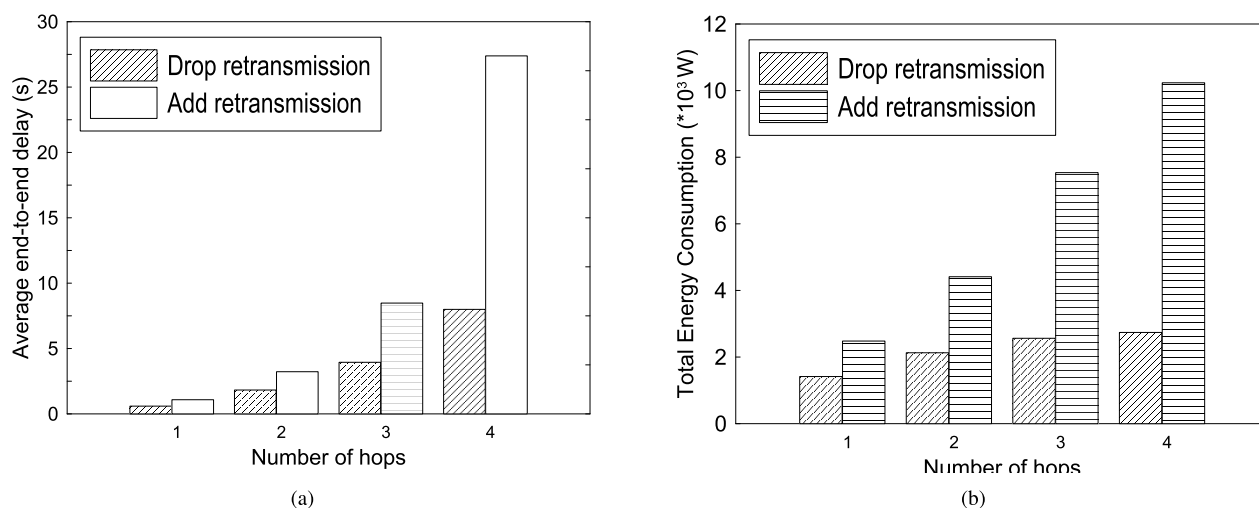 30
25
20
15
10
5
0
Average end-to-end delay (s)
Drop retransmission
Add retransmission
1 2 3 4
Number of hops
(a)
12
10
8
6
4
2
0
Total Energy Consumption (*10³ W)
Drop retransmission
Add retransmission
1 2 3 4
Number of hops
(b)